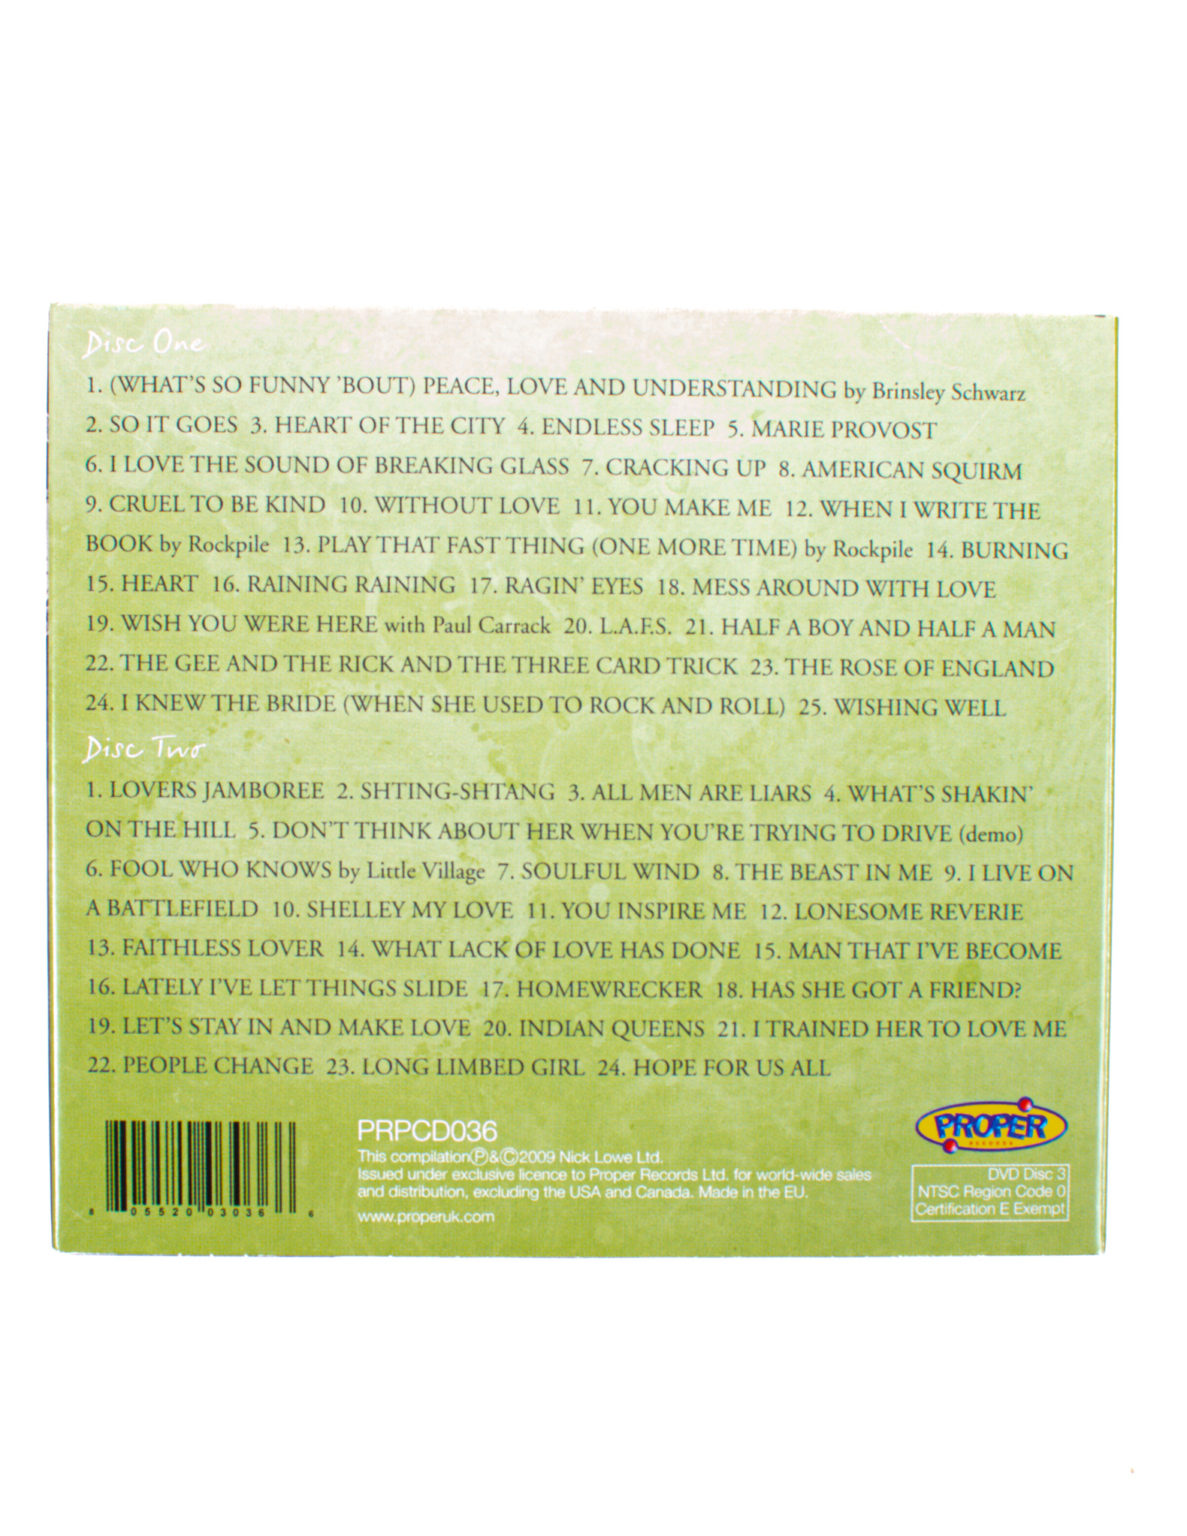 Disc One
1. (WHAT'S SO FUNNY 'BOUT) PEACE, LOVE AND UNDERSTANDING by Brinsley Schwarz
2. SO IT GOES 3. HEART OF THE CITY 4. ENDLESS SLEEP 5. MARIE PROVOST
6. I LOVE THE SOUND OF BREAKING GLASS 7. CRACKING UP 8. AMERICAN SQUIRM
9. CRUEL TO BE KIND 10. WITHOUT LOVE 11. YOU MAKE ME 12. WHEN I WRITE THE
BOOK by Rockpile 13. PLAY THAT FAST THING (ONE MORE TIME) by Rockpile 14. BURNING
15. HEART 16. RAINING RAINING 17. RAGIN' EYES 18. MESS AROUND WITH LOVE
19. WISH YOU WERE HERE with Paul Carrack 20. L.A.F.S. 21. HALF A BOY AND HALF A MAN
22. THE GEE AND THE RICK AND THE THREE CARD TRICK 23. THE ROSE OF ENGLAND
24. I KNEW THE BRIDE (WHEN SHE USED TO ROCK AND ROLL) 25. WISHING WELL
Disc Two
1. LOVERS JAMBOREE 2. SHTING-SHTANG 3. ALL MEN ARE LIARS 4. WHAT'S SHAKIN'
ON THE HILL 5. DON'T THINK ABOUT HER WHEN YOU'RE TRYING TO DRIVE (demo)
6. FOOL WHO KNOWS by Little Village 7. SOULFUL WIND 8. THE BEAST IN ME 9. I LIVE ON
A BATTLEFIELD 10. SHELLEY MY LOVE 11. YOU INSPIRE ME 12. LONESOME REVERIE
13. FAITHLESS LOVER 14. WHAT LACK OF LOVE HAS DONE 15. MAN THAT I'VE BECOME
16. LATELY I'VE LET THINGS SLIDE 17. HOMEWRECKER 18. HAS SHE GOT A FRIEND?
19. LET'S STAY IN AND MAKE LOVE 20. INDIAN QUEENS 21. I TRAINED HER TO LOVE ME
22. PEOPLE CHANGE 23. LONG LIMBED GIRL 24. HOPE FOR US ALL
8 05520 03036 6
PRPCD036
This compilation Ⓟ&Ⓒ2009 Nick Lowe Ltd.
Issued under exclusive licence to Proper Records Ltd. for world-wide sales
and distribution, excluding the USA and Canada. Made in the EU.
www.properuk.com
PROPER
RECORDS
DVD Disc 3
NTSC Region Code 0
Certification E Exempt